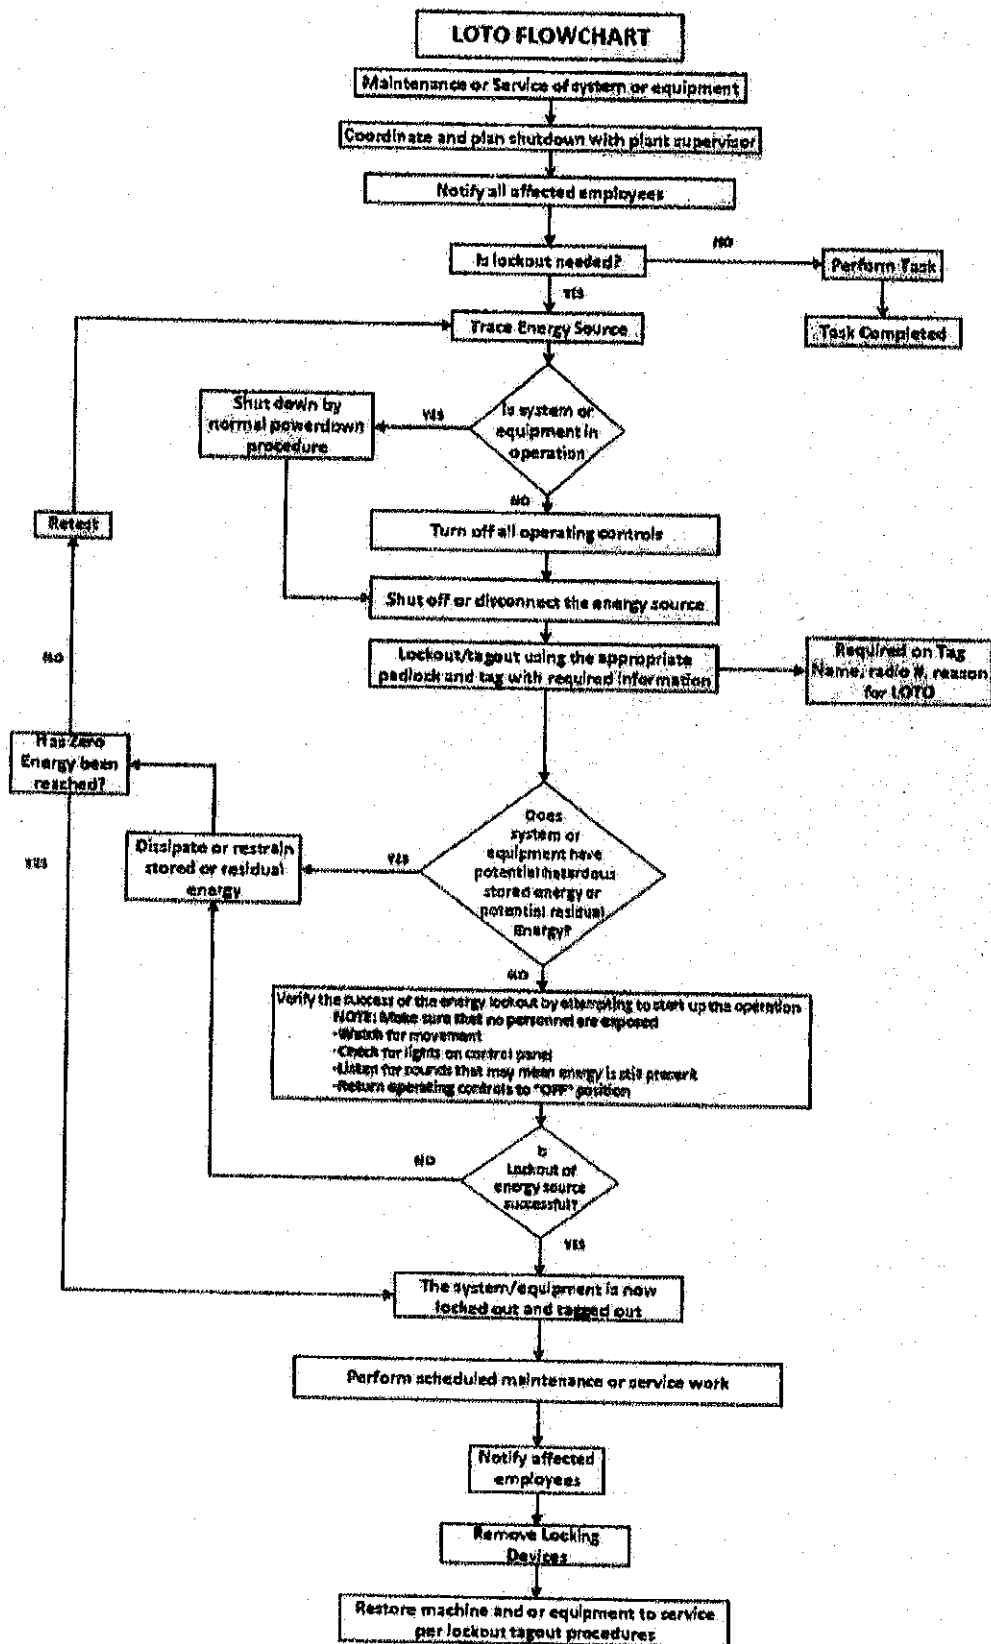 LOTO FLOWCHART
Maintenance or Service of system or equipment
Coordinate and plan shutdown with plant supervisor
Notify all affected employees
Is lockout needed?
NO
Perform Task
YES
Task Completed
Trace Energy Source
Is system or
equipment in
operation
YES
Shut down by
normal powerdown
procedure
NO
Retest
Turn off all operating controls
Shut off or disconnect the energy source
Lockout/tagout using the appropriate
padlock and tag with required information
Required on Tag
Name, radio #, reason
for LOTO
NO
Has Zero
Energy been
reached?
YES
Does
system or
equipment have
potential hazardous
stored energy or
potential residual
Energy?
YES
Dissipate or restrain
stored or residual
energy
NO
Verify the success of the energy lockout by attempting to start up the operation
NOTE: Make sure that no personnel are exposed
-Watch for movement
-Check for lights on control panel
-Listen for sounds that may mean energy is still present
-Return operating controls to "OFF" position
Is
Lockout of
energy source
successful?
NO
YES
The system/equipment is now
locked out and tagged out
Perform scheduled maintenance or service work
Notify affected
employees
Remove Locking
Devices
Restore machine and or equipment to service
per lockout tagout procedures